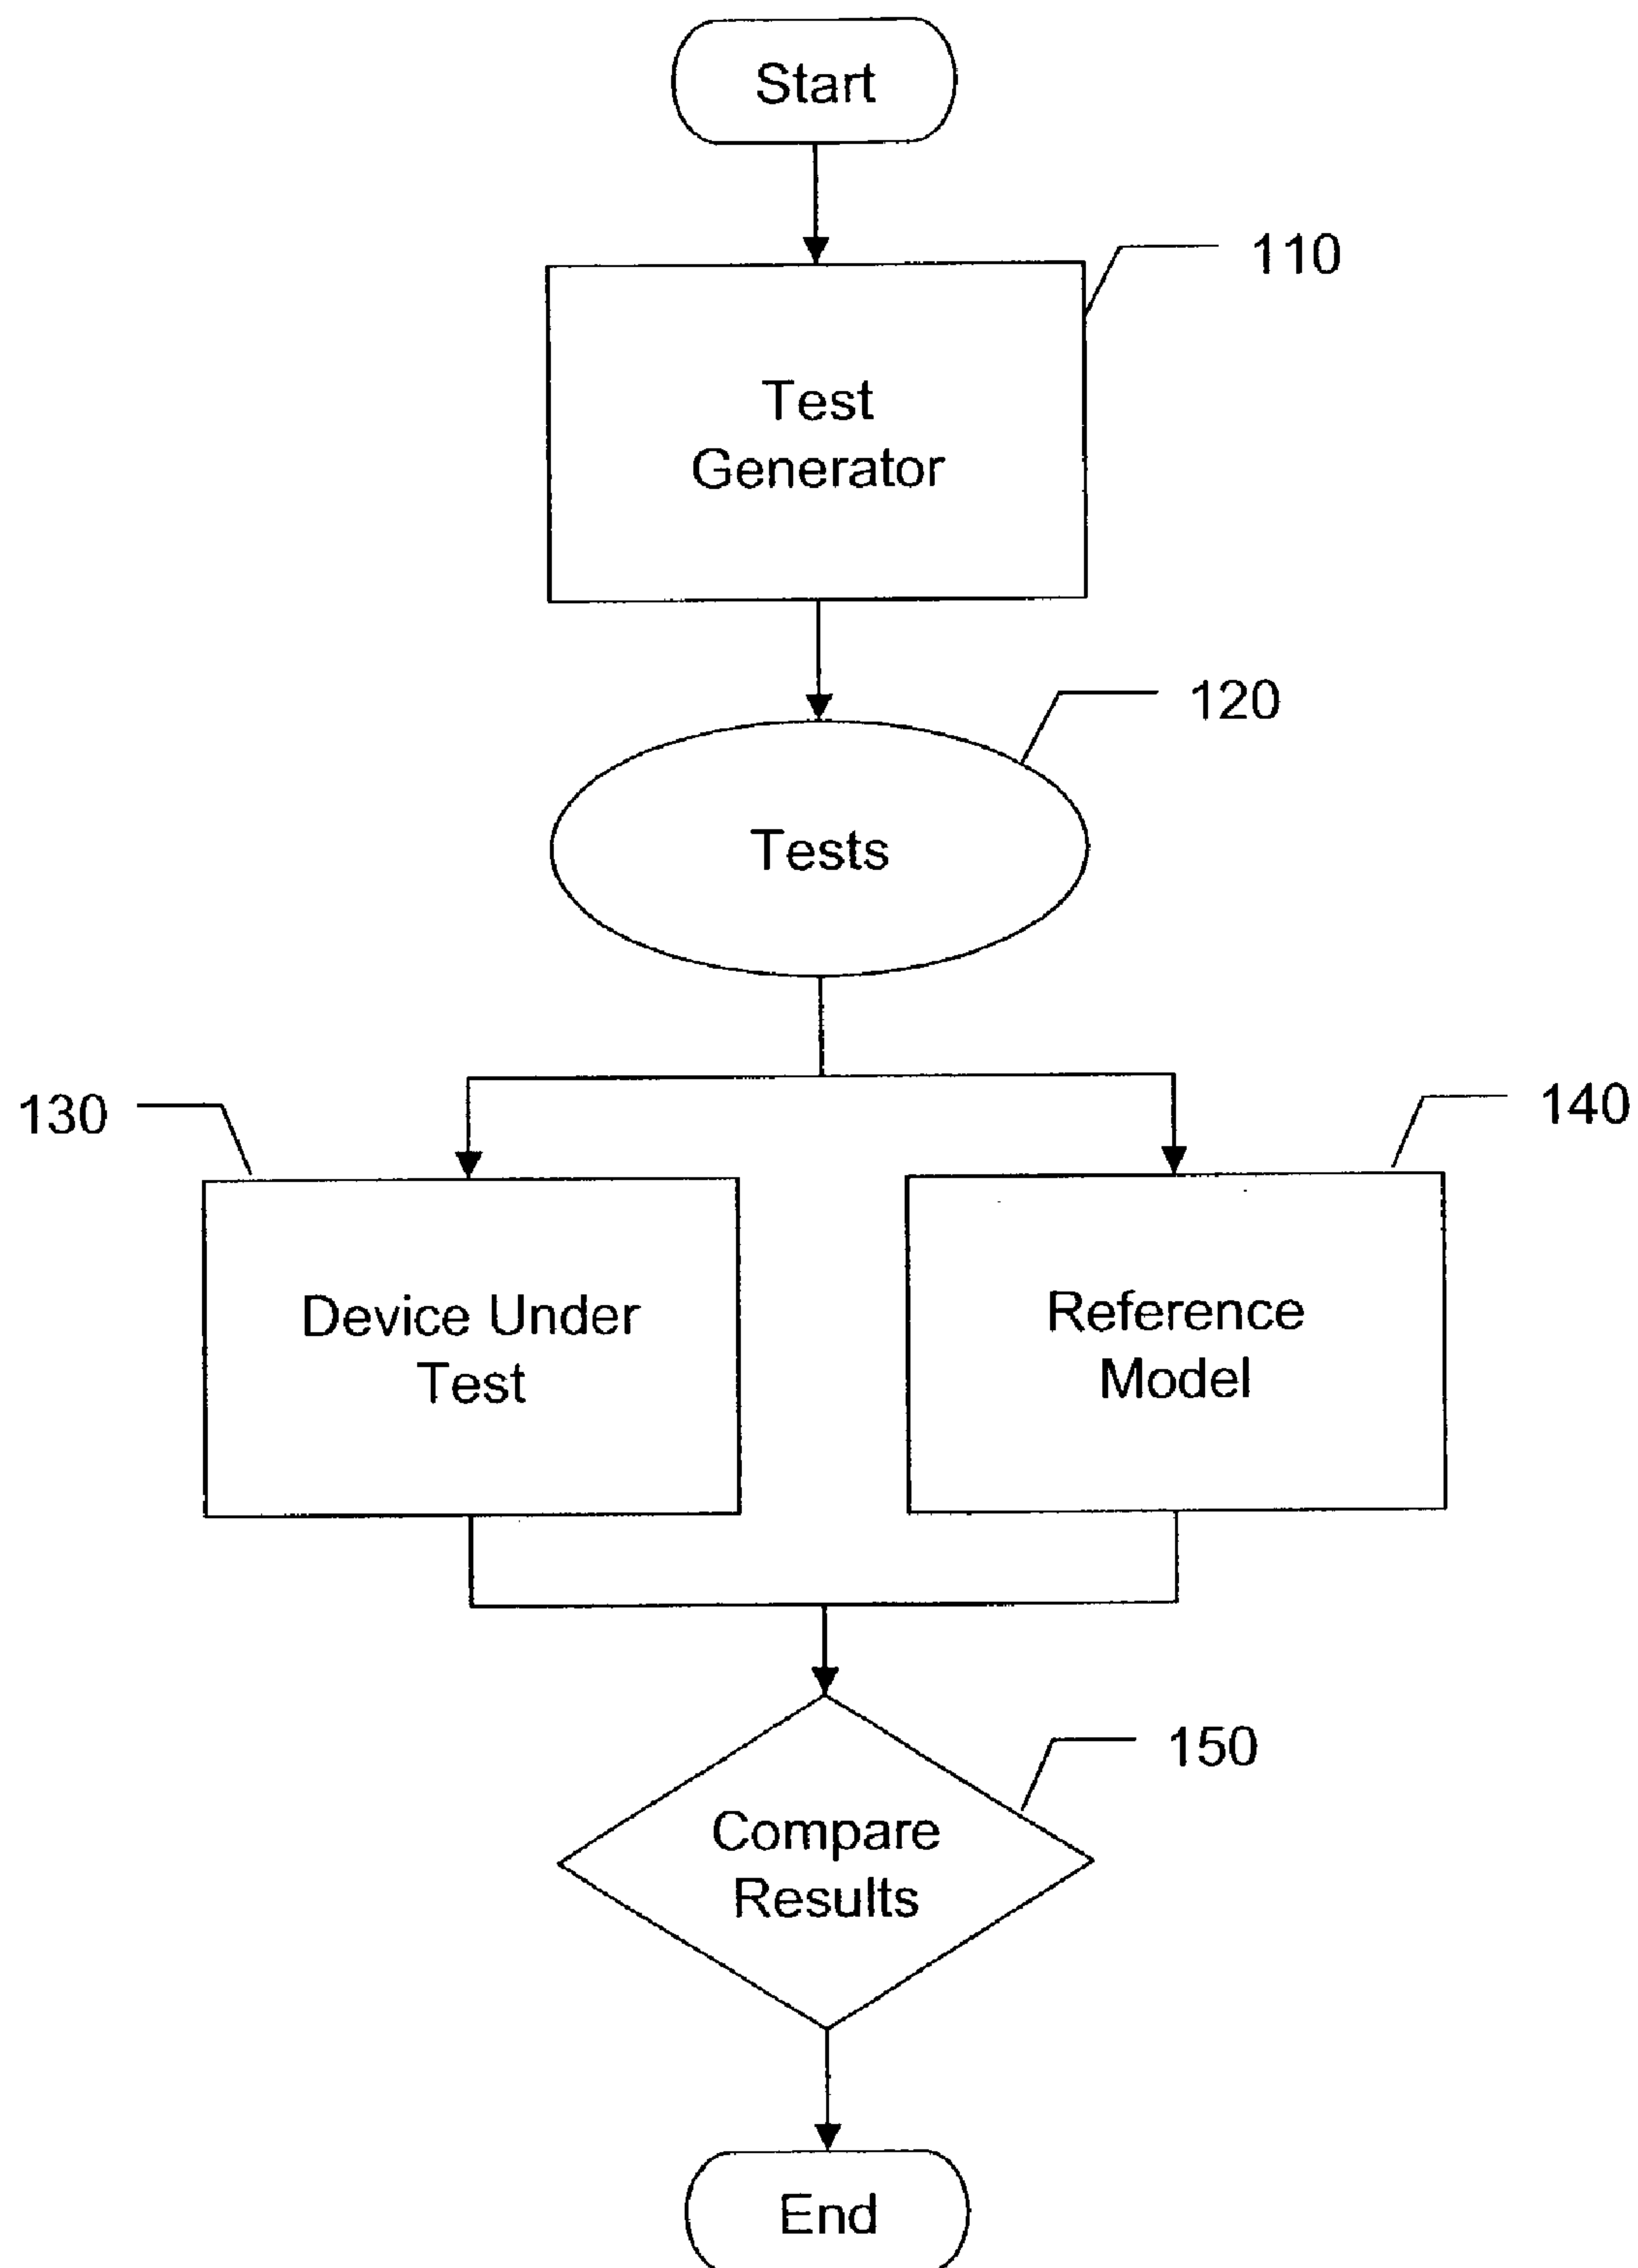 Start
110
Test
Generator
120
Tests
130
140
Device Under
Test
Reference
Model
150
Compare
Results
End